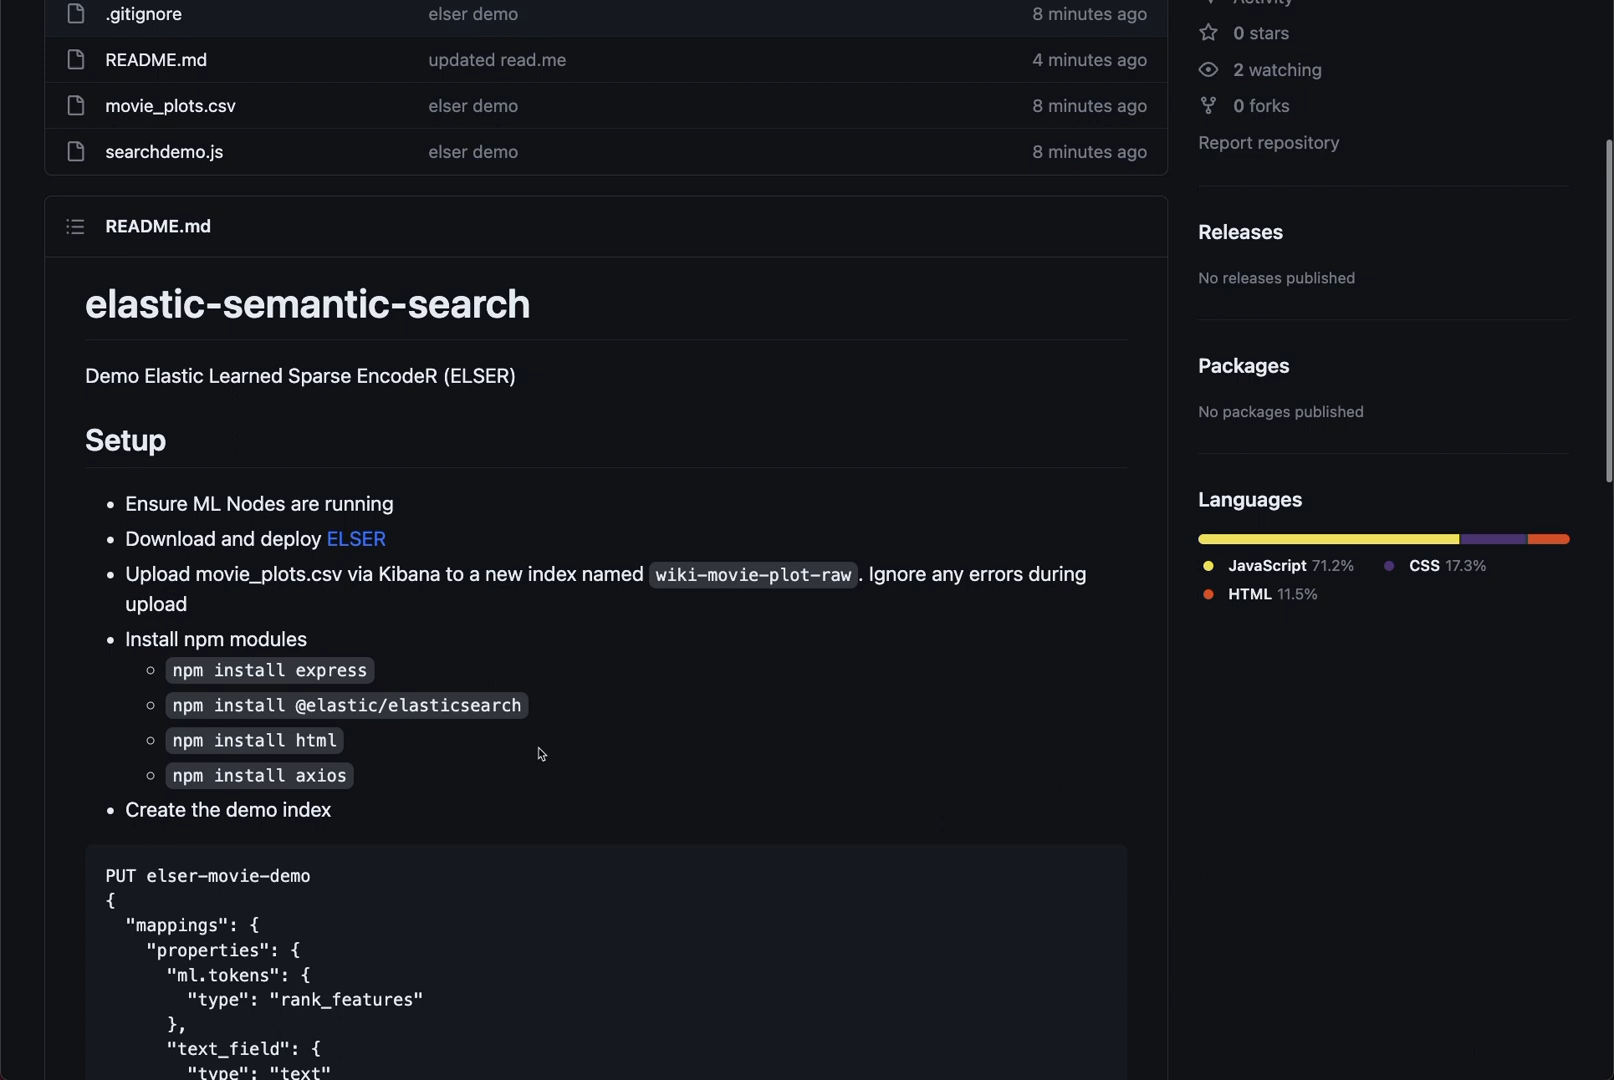 .gitignore elser demo 8 minutes ago
README.md updated read.me 4 minutes ago
movie_plots.csv elser demo 8 minutes ago
searchdemo.js elser demo 8 minutes ago
README.md
elastic-semantic-search
Demo Elastic Learned Sparse EncodeR (ELSER)
Setup
• Ensure ML Nodes are running
• Download and deploy ELSER
• Upload movie_plots.csv via Kibana to a new index named wiki-movie-plot-raw. Ignore any errors during
upload
• Install npm modules
◦ npm install express
◦ npm install @elastic/elasticsearch
◦ npm install html
◦ npm install axios
• Create the demo index
PUT elser-movie-demo
{
"mappings": {
"properties": {
"ml.tokens": {
"type": "rank_features"
},
"text_field": {
"type": "text"
Activity
0 stars
2 watching
0 forks
Report repository
Releases
No releases published
Packages
No packages published
Languages
JavaScript 71.2% CSS 17.3%
HTML 11.5%